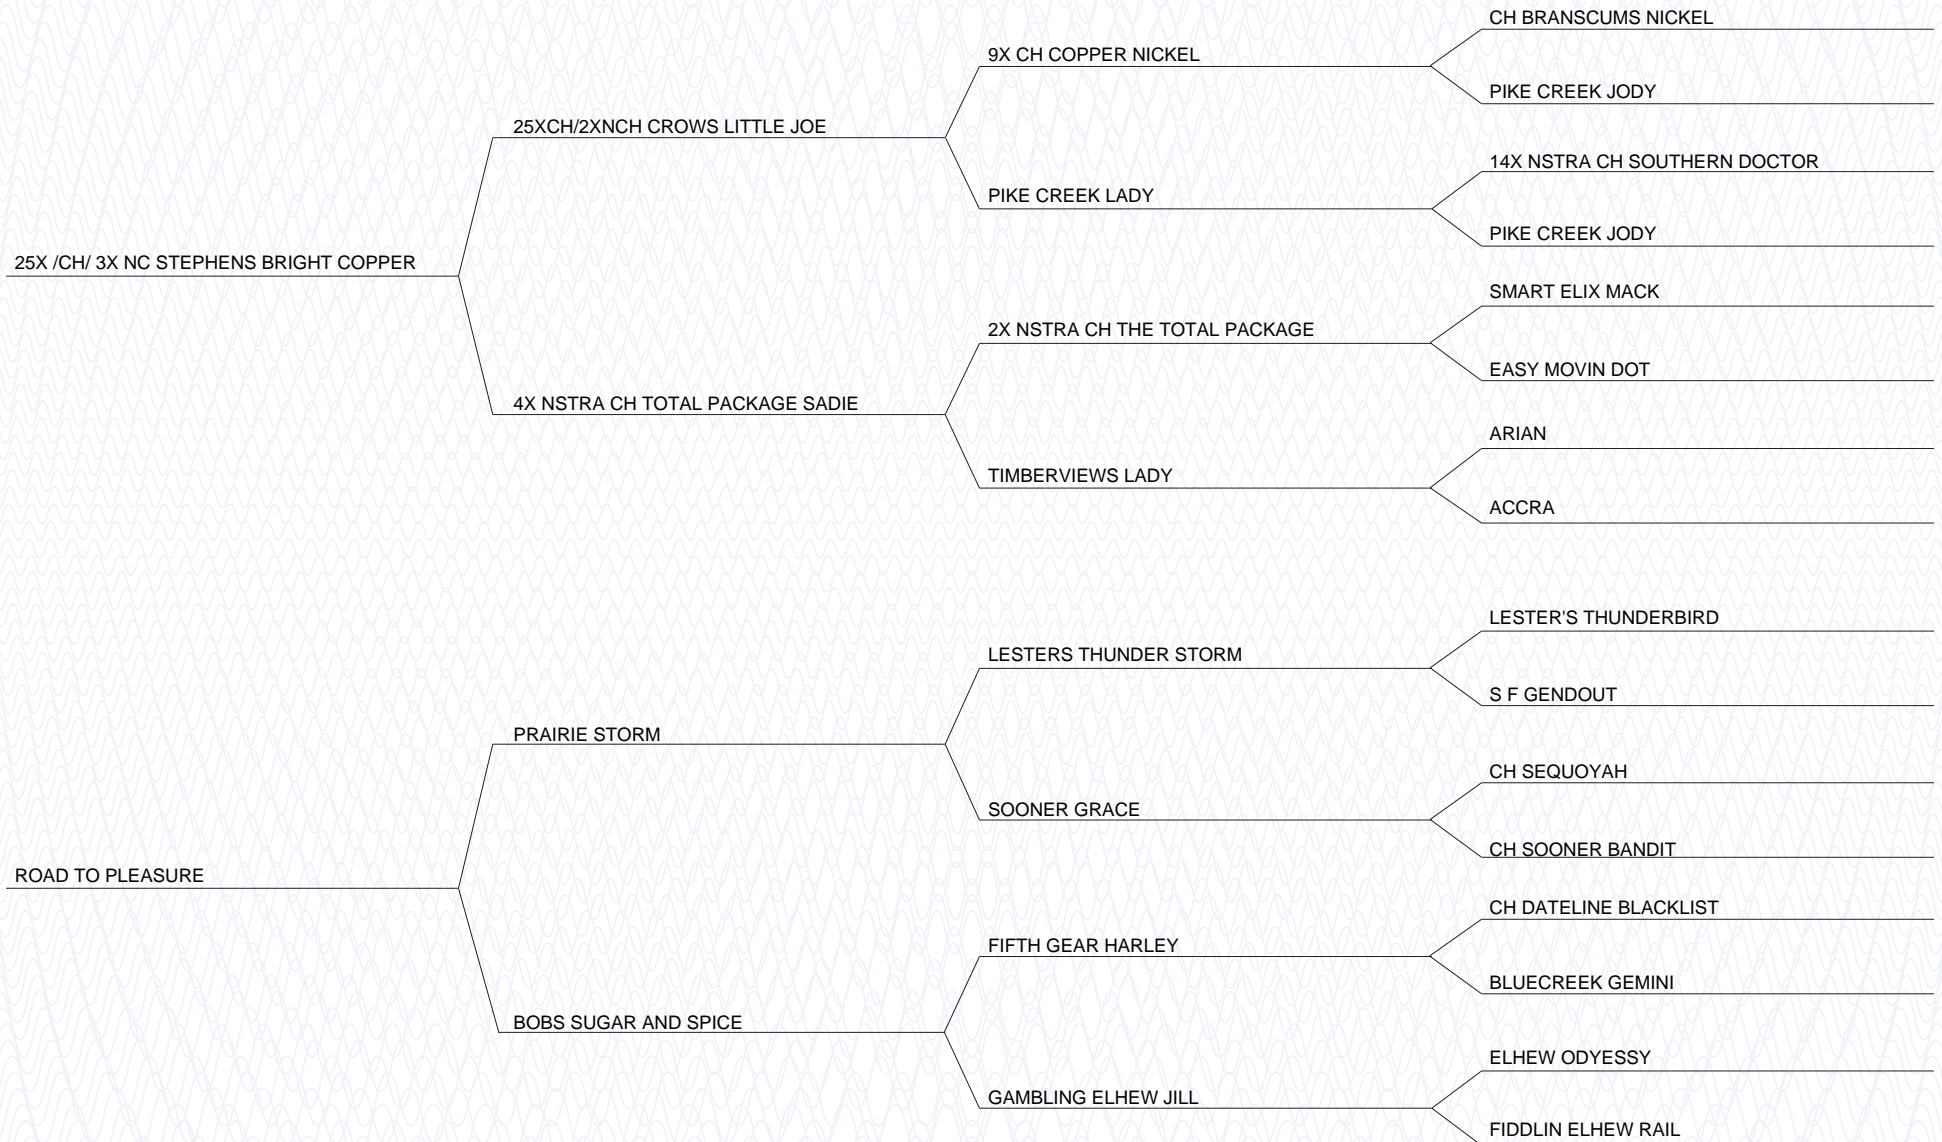 CH BRANSCUMS NICKEL
9X CH COPPER NICKEL
PIKE CREEK JODY
25XCH/2XNCH CROWS LITTLE JOE
14X NSTRA CH SOUTHERN DOCTOR
PIKE CREEK LADY
PIKE CREEK JODY
25X /CH/ 3X NC STEPHENS BRIGHT COPPER
SMART ELIX MACK
2X NSTRA CH THE TOTAL PACKAGE
EASY MOVIN DOT
4X NSTRA CH TOTAL PACKAGE SADIE
ARIAN
TIMBERVIEWS LADY
ACCRA
LESTER'S THUNDERBIRD
LESTERS THUNDER STORM
S F GENDOUT
PRAIRIE STORM
CH SEQUOYAH
SOONER GRACE
CH SOONER BANDIT
ROAD TO PLEASURE
CH DATELINE BLACKLIST
FIFTH GEAR HARLEY
BLUECREEK GEMINI
BOBS SUGAR AND SPICE
ELHEW ODYESSY
GAMBLING ELHEW JILL
FIDDLIN ELHEW RAIL